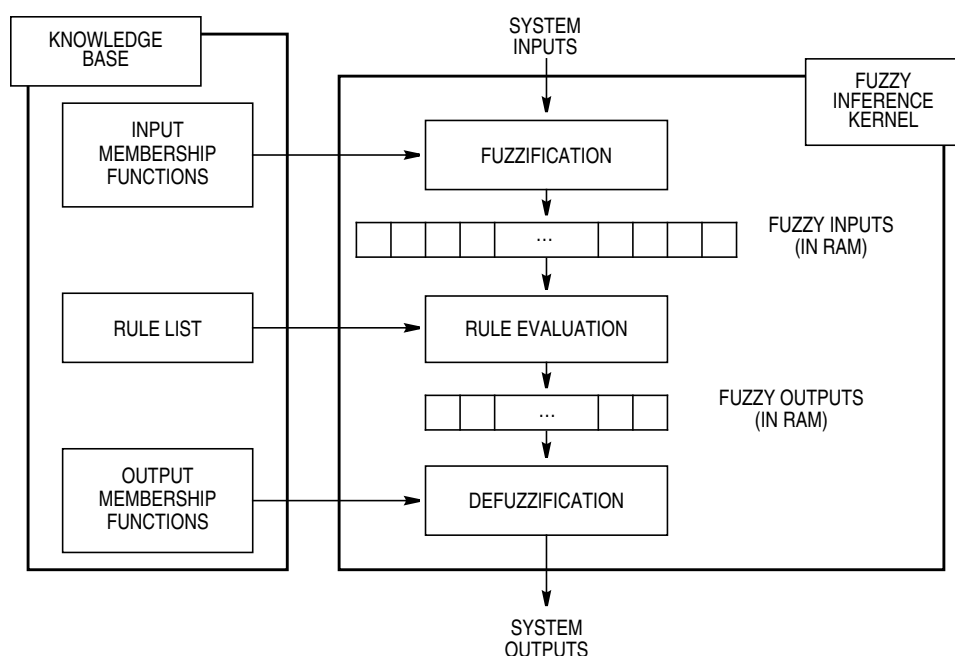 SYSTEM
INPUTS
KNOWLEDGE
BASE
FUZZY
INFERENCE
KERNEL
INPUT
MEMBERSHIP
FUNCTIONS
FUZZIFICATION
...
FUZZY INPUTS
(IN RAM)
RULE LIST
RULE EVALUATION
...
FUZZY OUTPUTS
(IN RAM)
OUTPUT
MEMBERSHIP
FUNCTIONS
DEFUZZIFICATION
SYSTEM
OUTPUTS